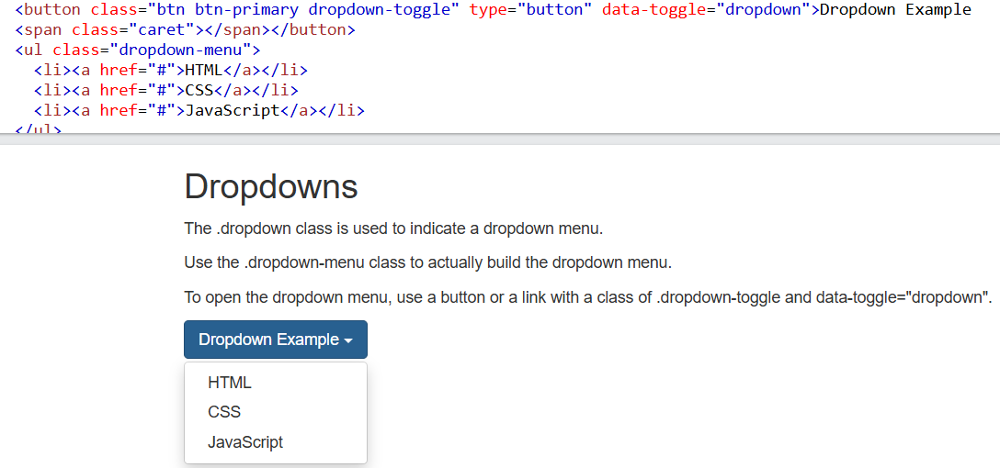 <button class="btn btn-primary dropdown-toggle" type="button" data-toggle="dropdown">Dropdown Example
<span class="caret"></span></button>
<ul class="dropdown-menu">
  <li><a href="#">HTML</a></li>
  <li><a href="#">CSS</a></li>
  <li><a href="#">JavaScript</a></li>
</ul>
Dropdowns
The .dropdown class is used to indicate a dropdown menu.
Use the .dropdown-menu class to actually build the dropdown menu.
To open the dropdown menu, use a button or a link with a class of .dropdown-toggle and data-toggle="dropdown".
Dropdown Example
HTML
CSS
JavaScript